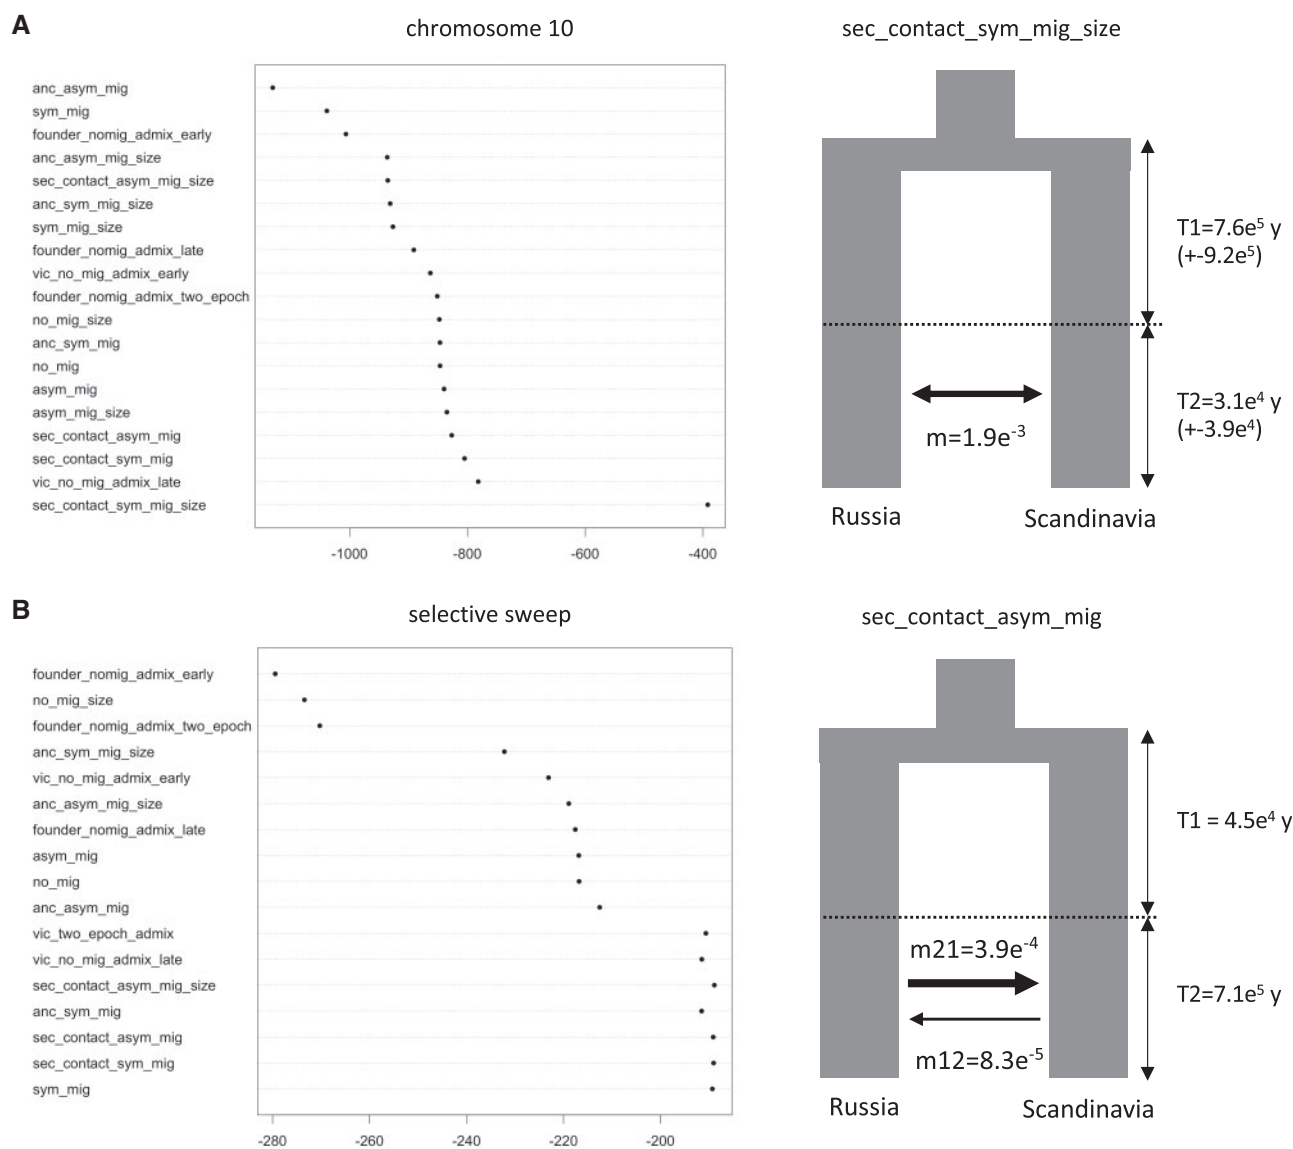 A
chromosome 10
sec_contact_sym_mig_size
anc_asym_mig
sym_mig
founder_nomig_admix_early
anc_asym_mig_size
sec_contact_asym_mig_size
anc_sym_mig_size
sym_mig_size
founder_nomig_admix_late
vic_no_mig_admix_early
founder_nomig_admix_two_epoch
no_mig_size
anc_sym_mig
no_mig
asym_mig
asym_mig_size
sec_contact_asym_mig
sec_contact_sym_mig
vic_no_mig_admix_late
sec_contact_sym_mig_size
-1000 -800 -600 -400
T1=7.6e⁵ y
(+-9.2e⁵)
T2=3.1e⁴ y
(+-3.9e⁴)
m=1.9e⁻³
Russia Scandinavia
B
selective sweep
sec_contact_asym_mig
founder_nomig_admix_early
no_mig_size
founder_nomig_admix_two_epoch
anc_sym_mig_size
vic_no_mig_admix_early
anc_asym_mig_size
founder_nomig_admix_late
asym_mig
no_mig
anc_asym_mig
vic_two_epoch_admix
vic_no_mig_admix_late
sec_contact_asym_mig_size
anc_sym_mig
sec_contact_asym_mig
sec_contact_sym_mig
sym_mig
-280 -260 -240 -220 -200
T1 = 4.5e⁴ y
m21=3.9e⁻⁴
T2=7.1e⁵ y
m12=8.3e⁻⁵
Russia Scandinavia